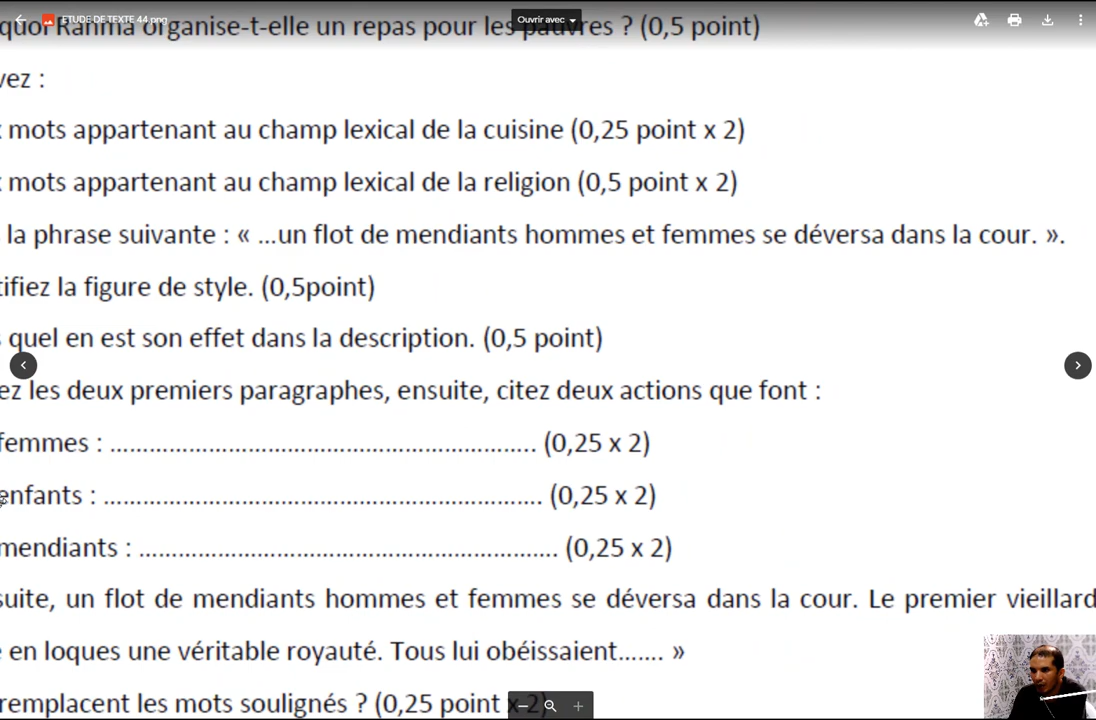 ETUDE DE TEXTE 44.png
Ouvrir avec
quoi Rahma organise-t-elle un repas pour les pauvres ? (0,5 point)
vez :
mots appartenant au champ lexical de la cuisine (0,25 point x 2)
mots appartenant au champ lexical de la religion (0,5 point x 2)
la phrase suivante : « ...un flot de mendiants hommes et femmes se déversa dans la cour. ».
tifiez la figure de style. (0,5point)
quel en est son effet dans la description. (0,5 point)
ez les deux premiers paragraphes, ensuite, citez deux actions que font :
femmes : ...................................................... (0,25 x 2)
enfants : ...................................................... (0,25 x 2)
mendiants : .................................................... (0,25 x 2)
suite, un flot de mendiants hommes et femmes se déversa dans la cour. Le premier vieillard
en loques une véritable royauté. Tous lui obéissaient....... »
remplacent les mots soulignés ? (0,25 point x 2)